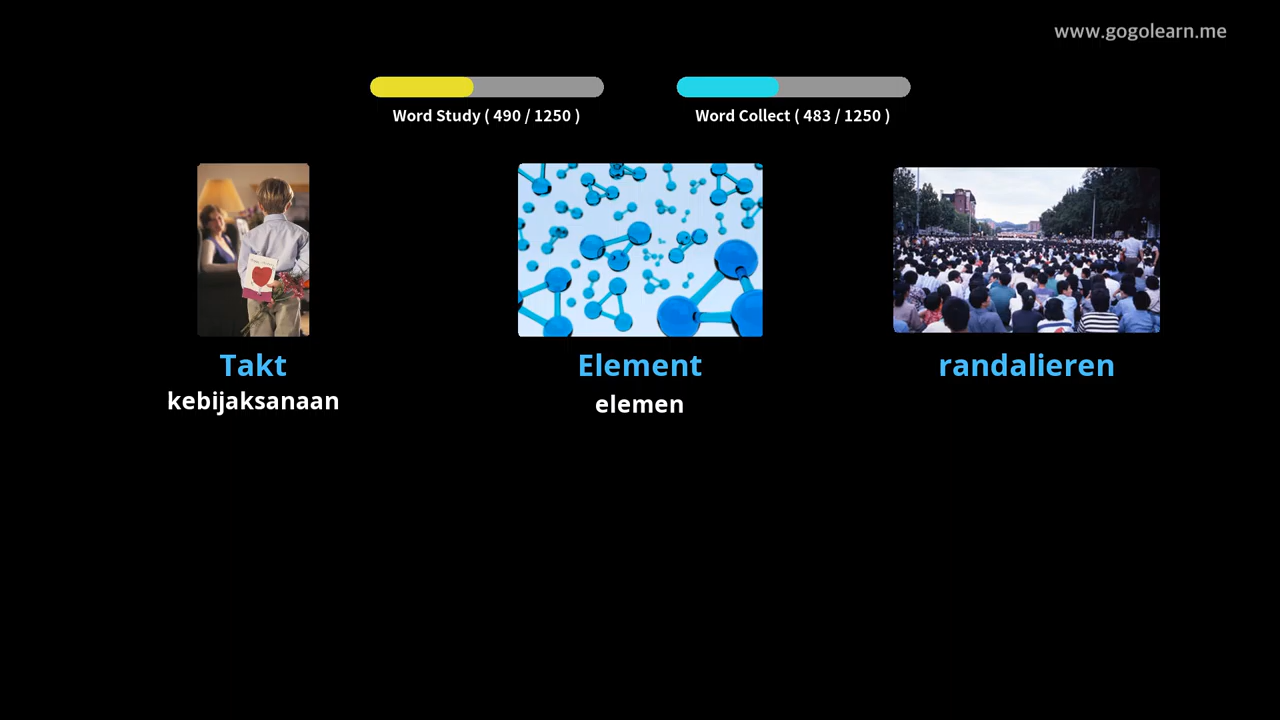 www.gogolearn.me
Word Study ( 490 / 1250 )
Word Collect ( 483 / 1250 )
Takt
kebijaksanaan
Element
elemen
randalieren